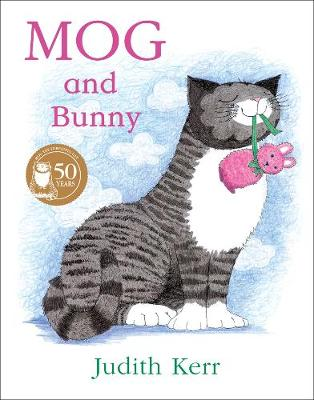 MOG
and
Bunny
50
YEARS
Judith Kerr